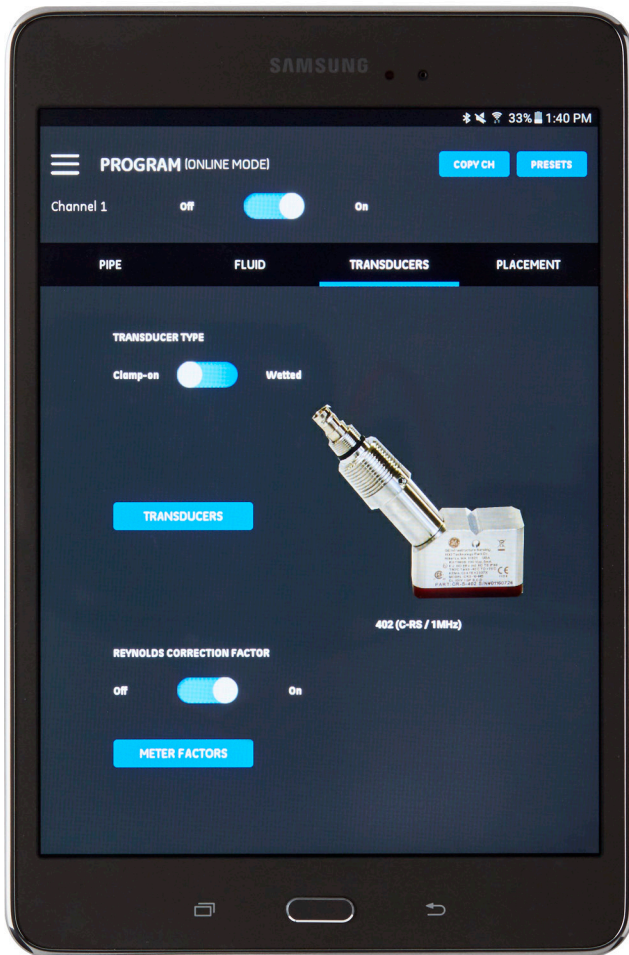 SAMSUNG
33% 1:40 PM
PROGRAM (ONLINE MODE)
COPY CH
PRESETS
Channel 1
Off
On
PIPE
FLUID
TRANSDUCERS
PLACEMENT
TRANSDUCER TYPE
Clamp-on
Wetted
TRANSDUCERS
402 (C-RS / 1MHz)
REYNOLDS CORRECTION FACTOR
Off
On
METER FACTORS